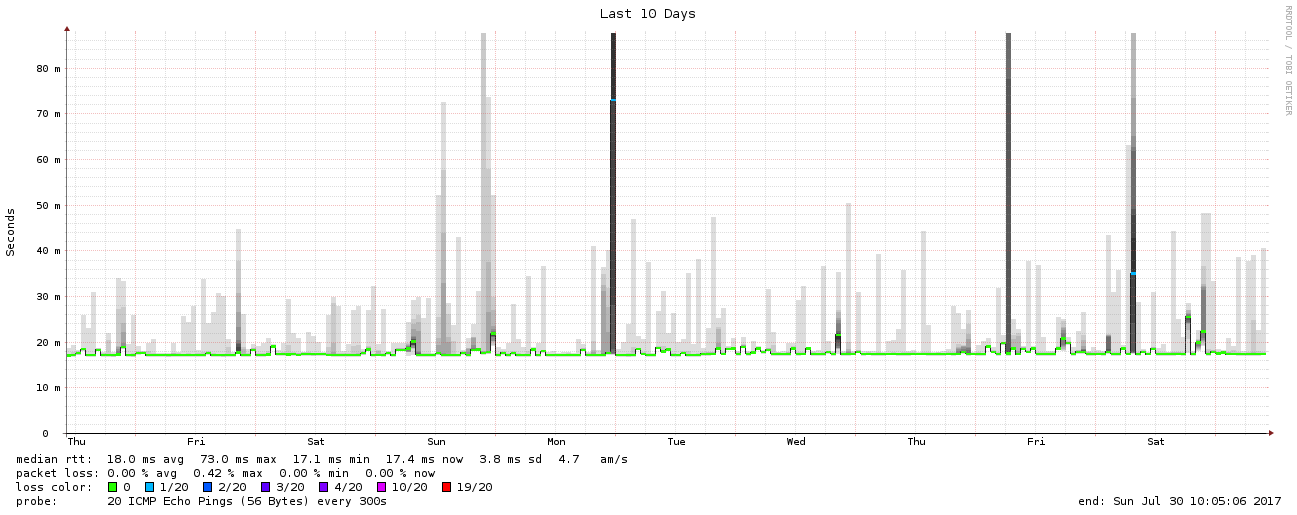 Last 10 Days
RRDTOOL / TOBI OETIKER
Seconds
80 m
70 m
60 m
50 m
40 m
30 m
20 m
10 m
0
Thu Fri Sat Sun Mon Tue Wed Thu Fri Sat
median rtt: 18.0 ms avg 73.0 ms max 17.1 ms min 17.4 ms now 3.8 ms sd 4.7 am/s
packet loss: 0.00 % avg 0.42 % max 0.00 % min 0.00 % now
loss color: 0 1/20 2/20 3/20 4/20 10/20 19/20
probe: 20 ICMP Echo Pings (56 Bytes) every 300s end: Sun Jul 30 10:05:06 2017